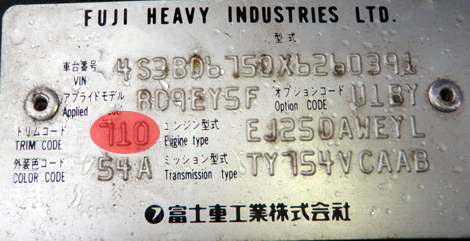 FUJI HEAVY INDUSTRIES LTD.
型式
車台番号 4S3BD6750X6260391
VIN
アプライドモデル BD9EY5F オプションコード U1BY
Applied Option CODE
トリムコード 710 エンジン型式 EJ25DAWEYL
TRIM CODE Engine type
外装色コード 54A ミッション型式 TY754VCAAB
COLOR CODE Transmission type
富士重工業株式会社